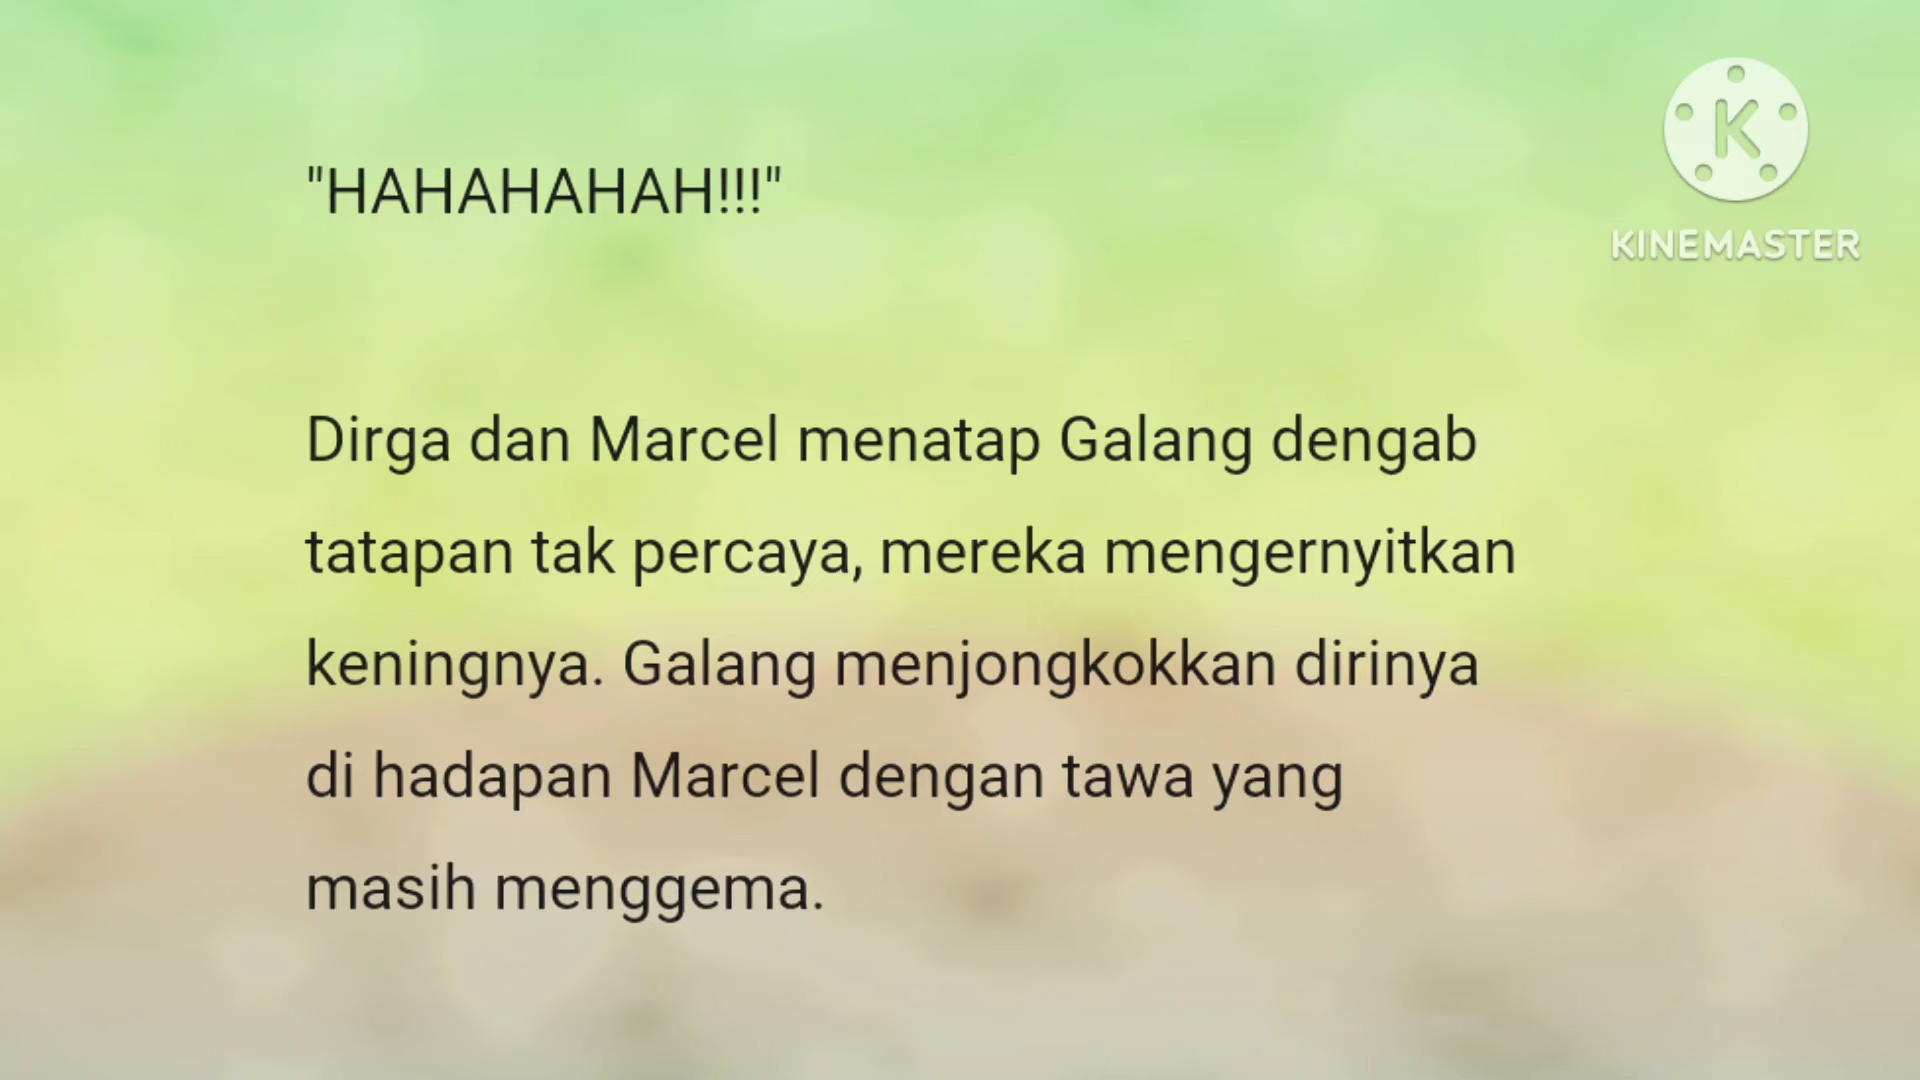 "HAHAHAHAH!!!"
KINEMASTER
Dirga dan Marcel menatap Galang dengab
tatapan tak percaya, mereka mengernyitkan
keningnya. Galang menjongkokkan dirinya
di hadapan Marcel dengan tawa yang
masih menggema.